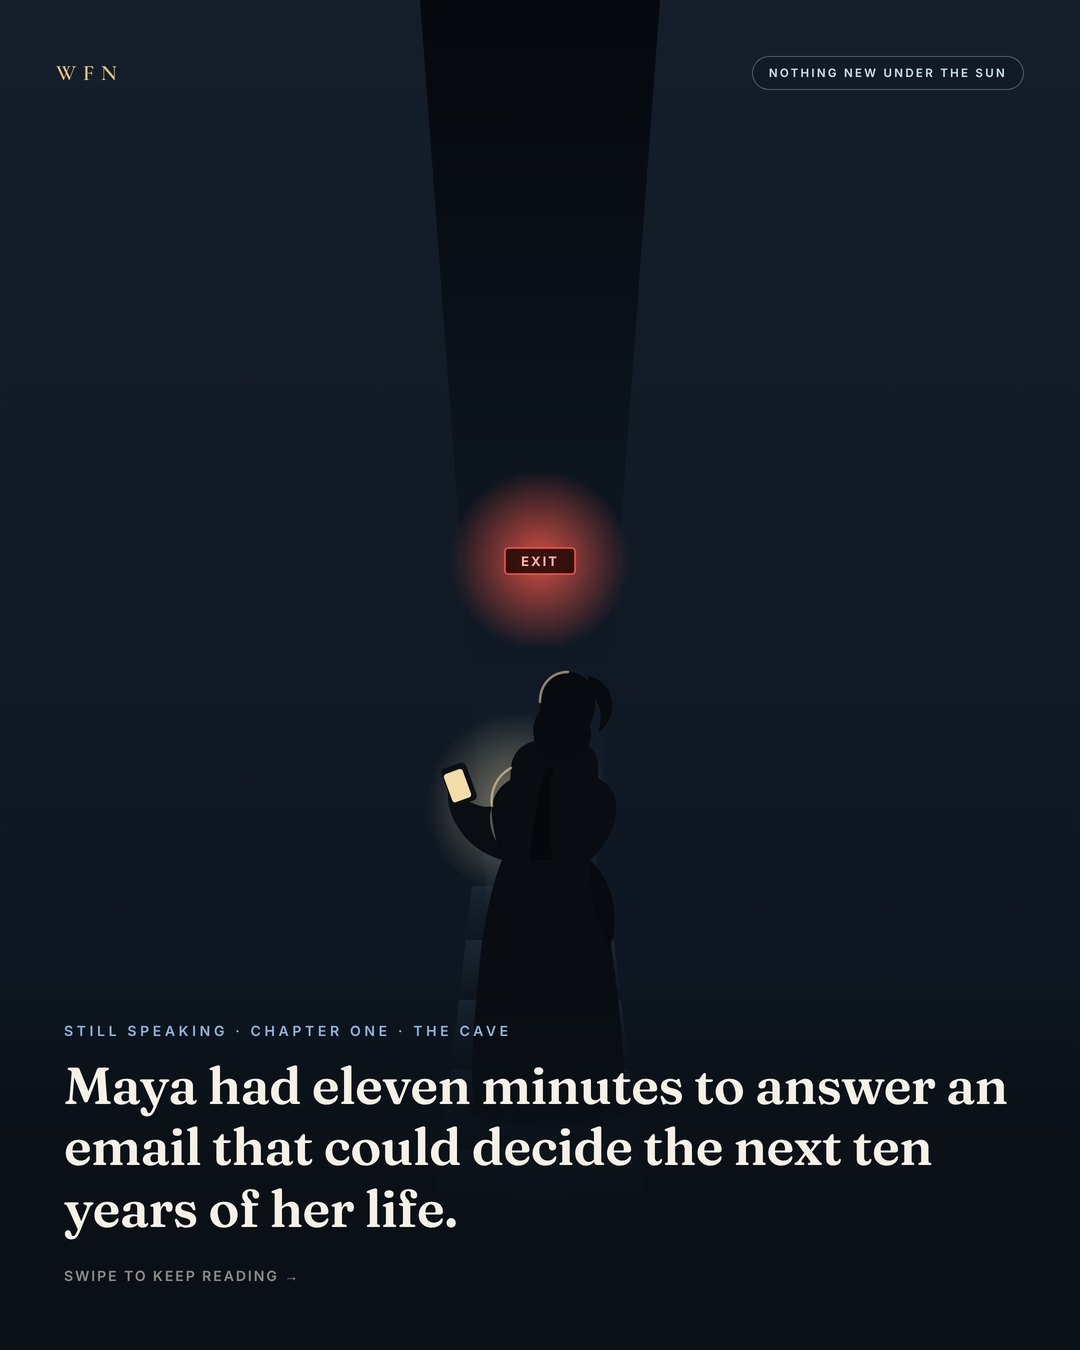 W F N
NOTHING NEW UNDER THE SUN
EXIT
STILL SPEAKING · CHAPTER ONE · THE CAVE
Maya had eleven minutes to answer an
email that could decide the next ten
years of her life.
SWIPE TO KEEP READING →